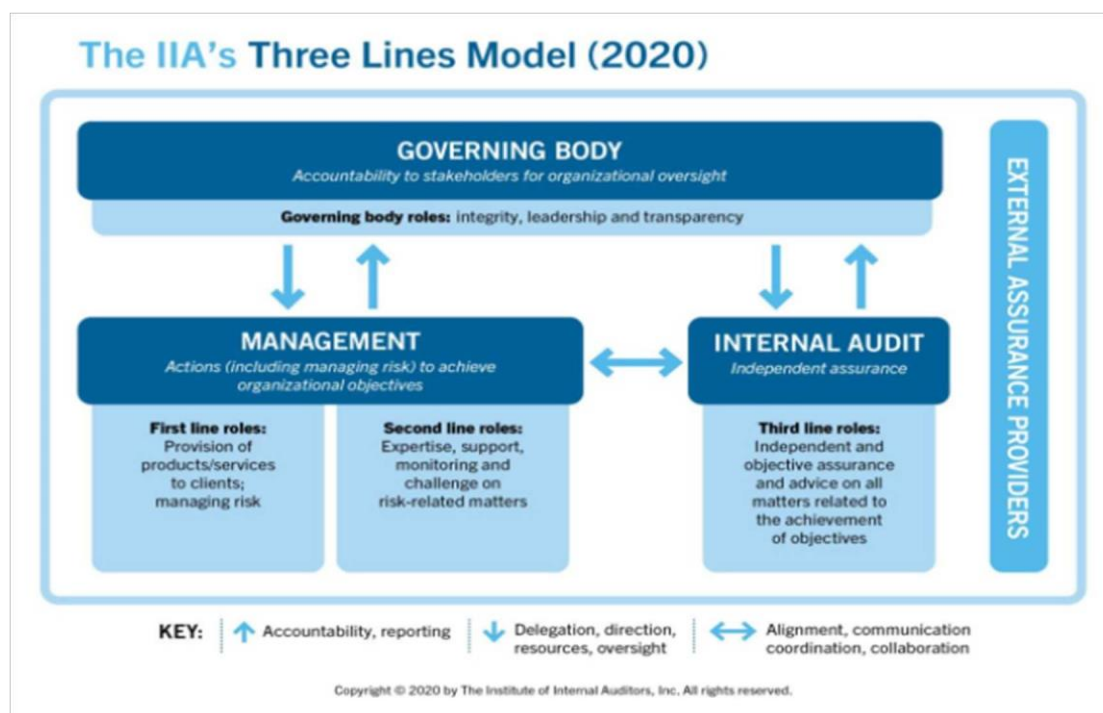 The IIA's Three Lines Model (2020)
GOVERNING BODY
Accountability to stakeholders for organizational oversight
Governing body roles: integrity, leadership and transparency
MANAGEMENT
Actions (including managing risk) to achieve
organizational objectives
First line roles:
Provision of
products/services
to clients;
managing risk
Second line roles:
Expertise, support,
monitoring and
challenge on
risk-related matters
INTERNAL AUDIT
Independent assurance
Third line roles:
Independent and
objective assurance
and advice on all
matters related to
the achievement
of objectives
EXTERNAL ASSURANCE PROVIDERS
KEY:
Accountability, reporting
Delegation, direction,
resources, oversight
Alignment, communication
coordination, collaboration
Copyright © 2020 by The Institute of Internal Auditors, Inc. All rights reserved.